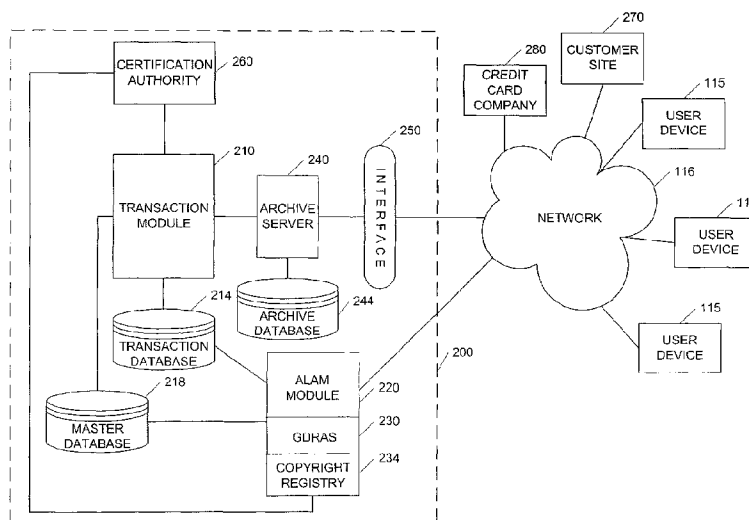 CERTIFICATION
AUTHORITY
260
210
TRANSACTION
MODULE
240
ARCHIVE
SERVER
250
INTERFACE
280
CREDIT
CARD
COMPANY
270
CUSTOMER
SITE
115
USER
DEVICE
116
NETWORK
11
USER
DEVICE
115
USER
DEVICE
214
TRANSACTION
DATABASE
244
ARCHIVE
DATABASE
200
218
MASTER
DATABASE
ALAM
MODULE
220
GDRAS
230
COPYRIGHT
REGISTRY
234